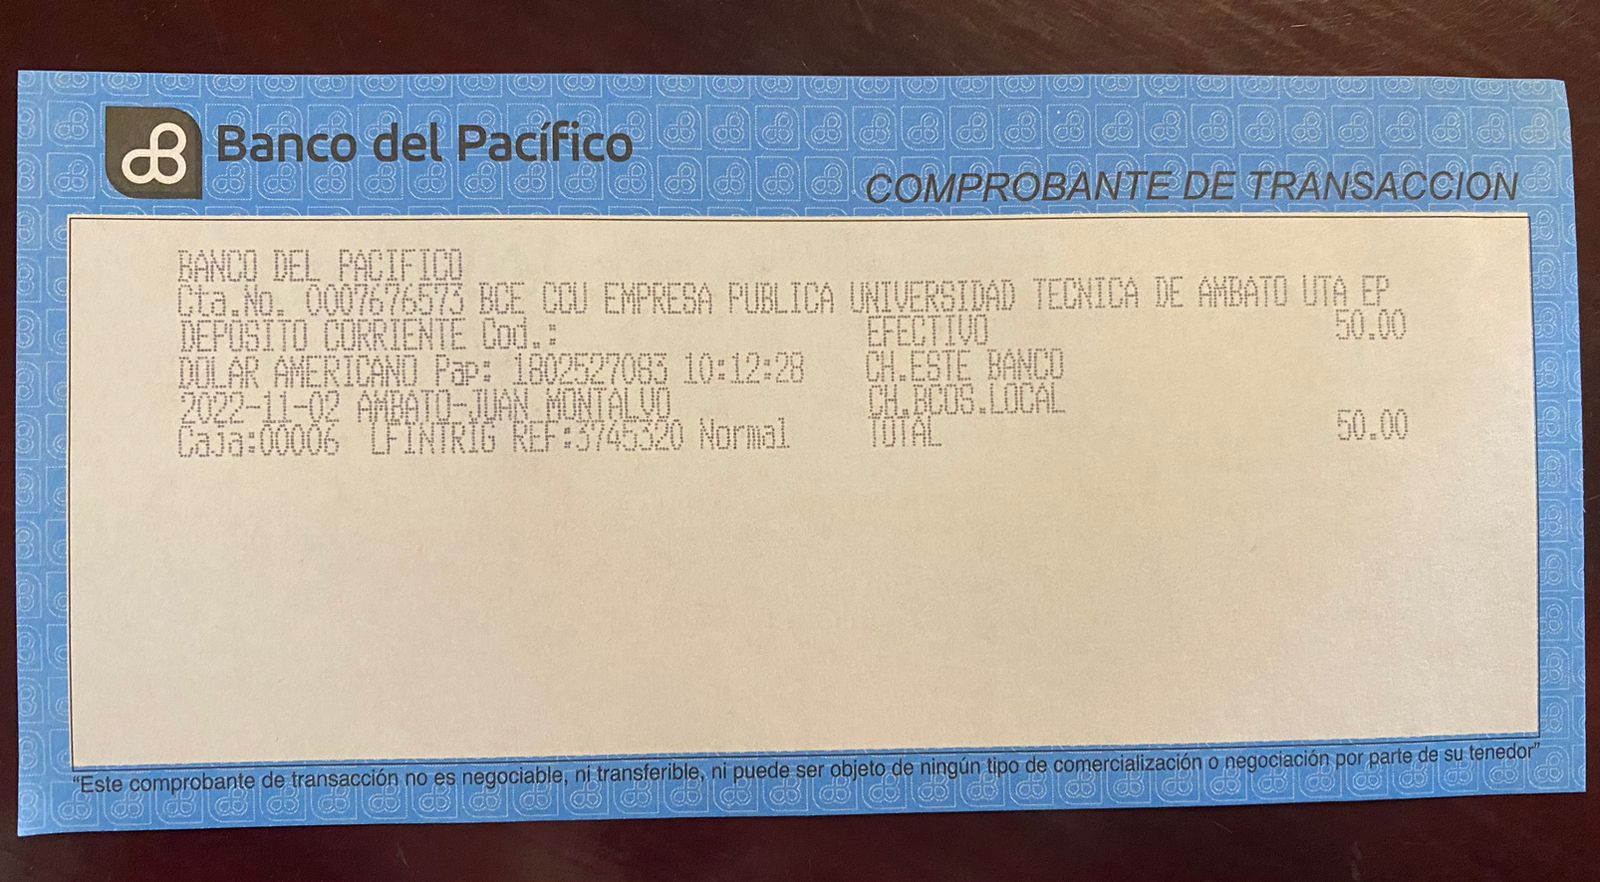 Banco del Pacífico
COMPROBANTE DE TRANSACCION
BANCO DEL PACIFICO
Cta.No. 0007676573 BCE CCU EMPRESA PUBLICA UNIVERSIDAD TECNICA DE AMBATO UTA EP
DEPOSITO CORRIENTE Cod.: EFECTIVO 50.00
DOLAR AMERICANO Pap: 1802527083 10:12:28 CH.ESTE BANCO
2022-11-02 AMBATO-JUAN MONTALVO CH.BCOS.LOCAL
Caja:00006 LFINTRIG REF:3745320 Normal TOTAL 50.00
"Este comprobante de transacción no es negociable, ni transferible, ni puede ser objeto de ningún tipo de comercialización o negociación por parte de su tenedor"